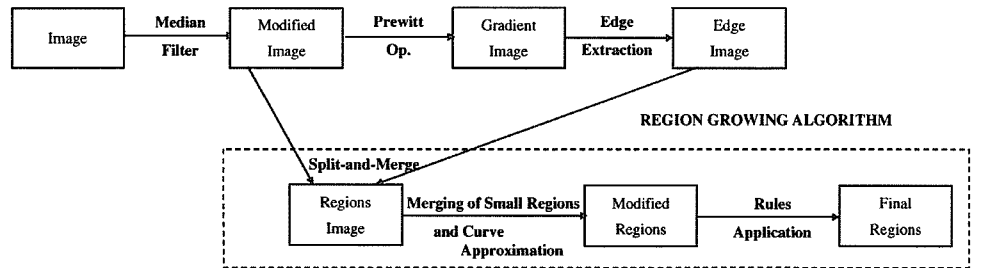 Image
Median
Filter
Modified
Image
Prewitt
Op.
Gradient
Image
Edge
Extraction
Edge
Image
REGION GROWING ALGORITHM
Split-and-Merge
Regions
Image
Merging of Small Regions
and Curve
Approximation
Modified
Regions
Rules
Application
Final
Regions